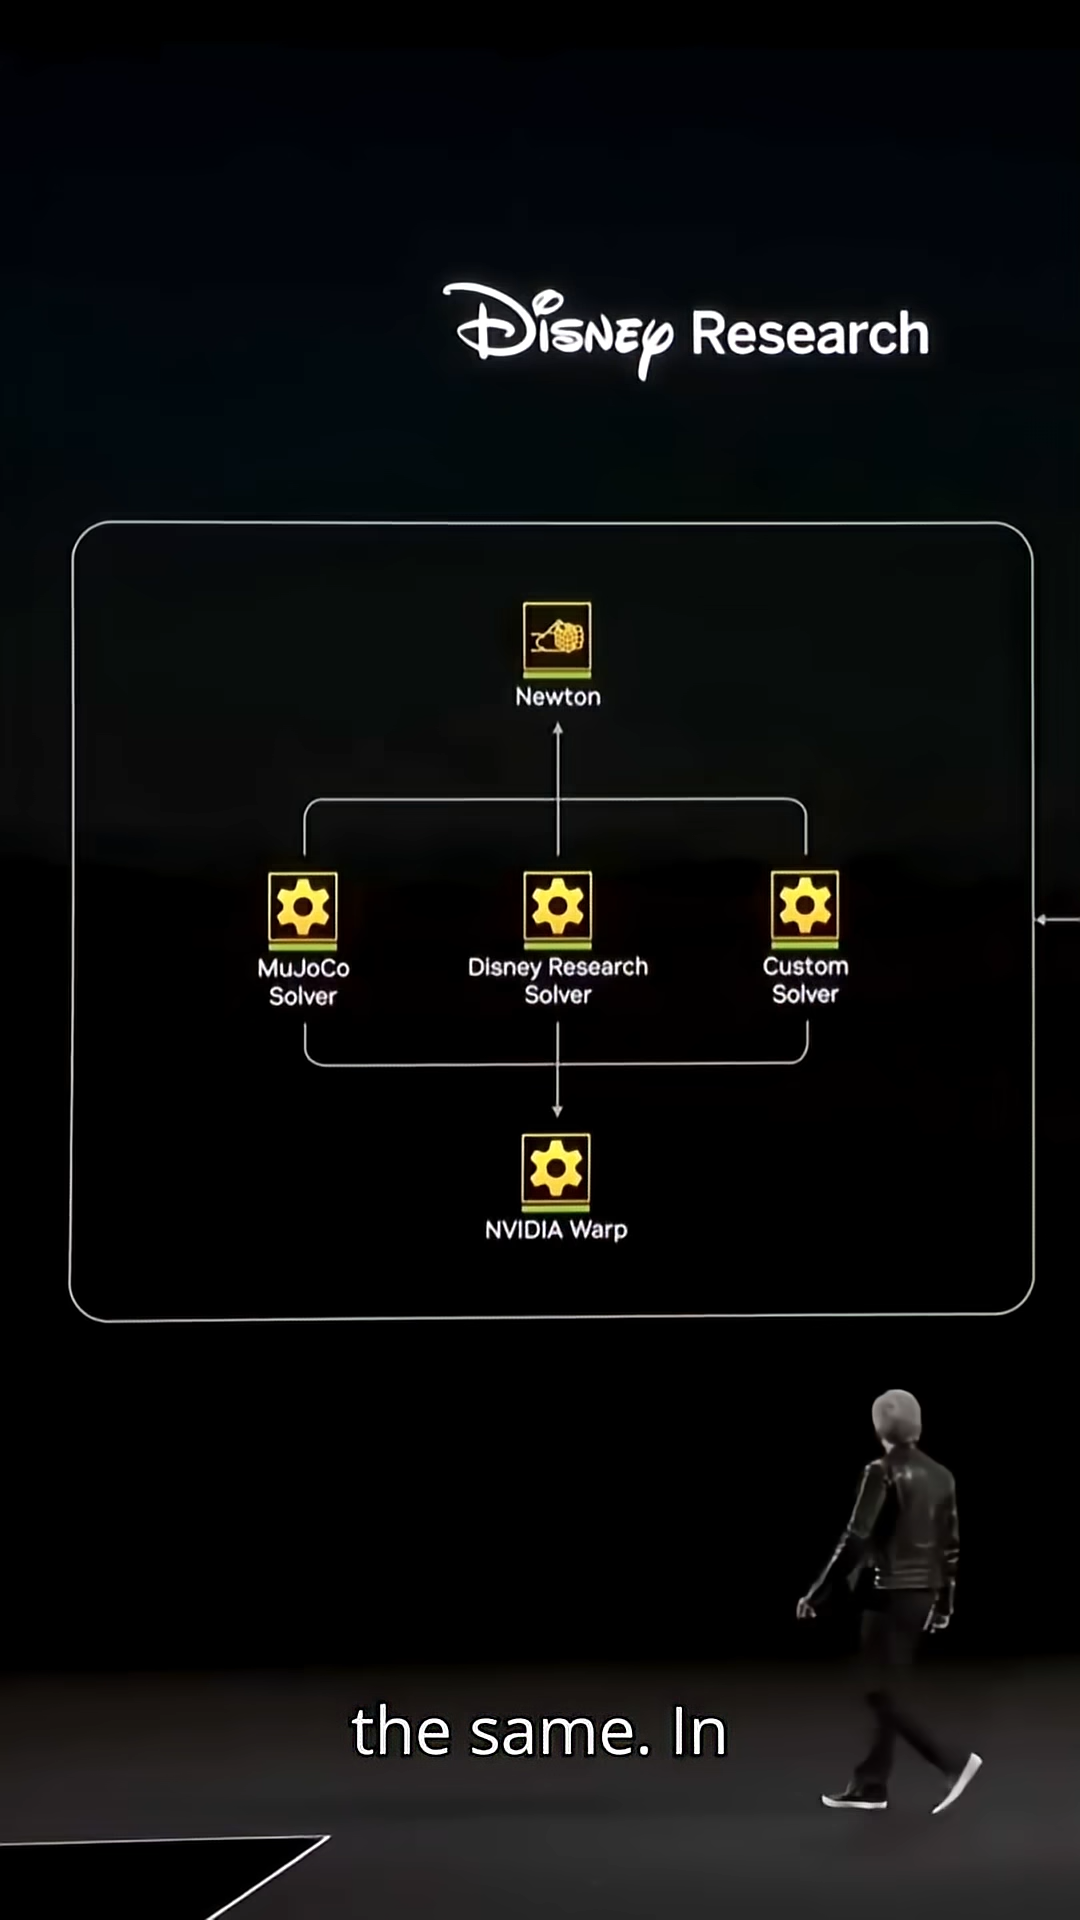 Disney Research
Newton
MuJoCo
Solver
Disney Research
Solver
Custom
Solver
NVIDIA Warp
the same. In